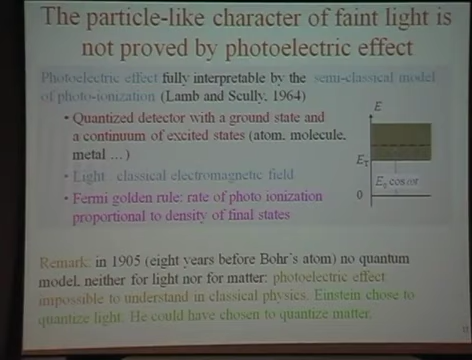 The particle-like character of faint light is
not proved by photoelectric effect
Photoelectric effect fully interpretable by the semi-classical model
of photo-ionization (Lamb and Scully, 1964)
• Quantized detector with a ground state and
a continuum of excited states (atom, molecule,
metal ...)
• Light classical electromagnetic field
• Fermi golden rule: rate of photo ionization
proportional to density of final states
E
E_T
E₀ cos ωt
0
Remark: in 1905 (eight years before Bohr's atom) no quantum
model, neither for light nor for matter: photoelectric effect
impossible to understand in classical physics. Einstein chose to
quantize light. He could have chosen to quantize matter.